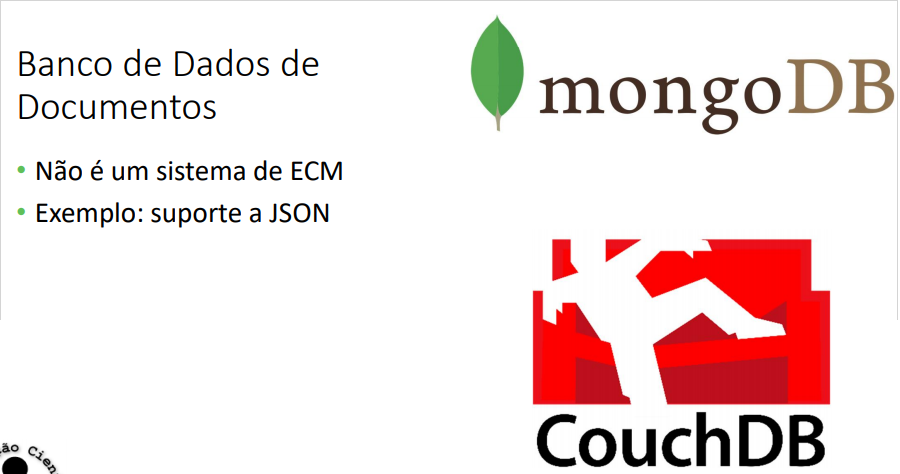 Banco de Dados de
Documentos
• Não é um sistema de ECM
• Exemplo: suporte a JSON
mongoDB
CouchDB